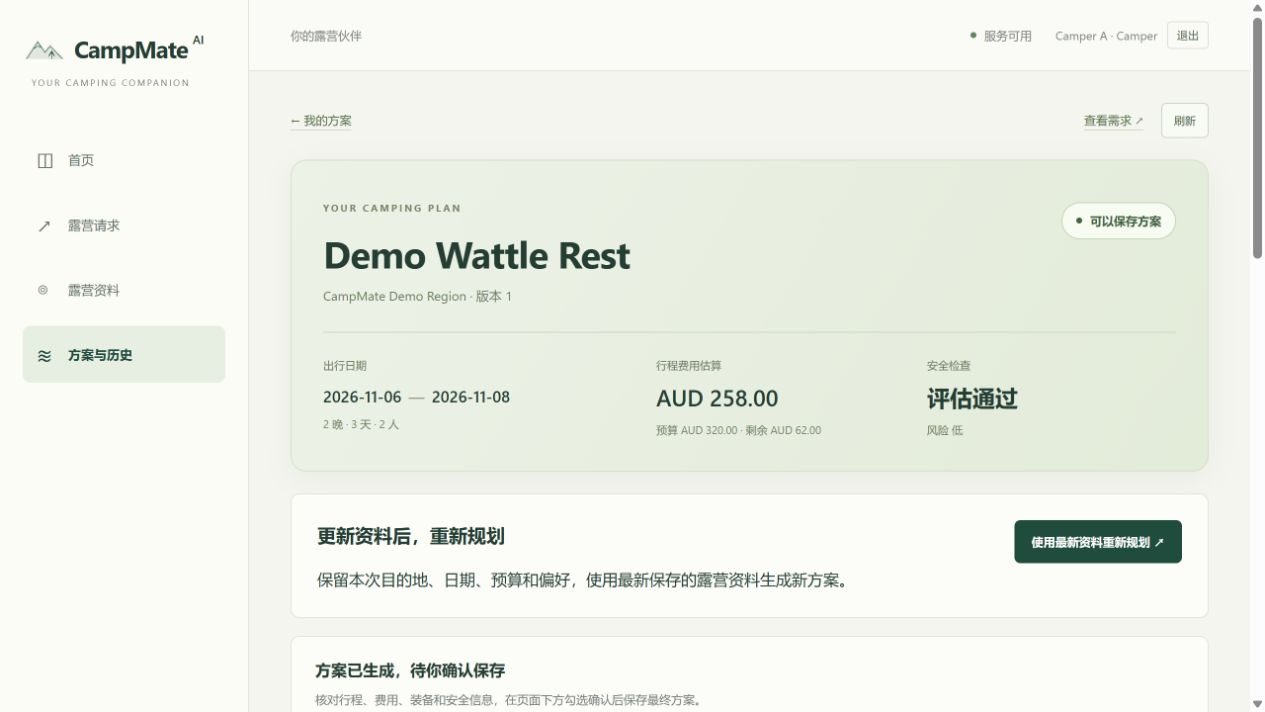 CampMate AI
YOUR CAMPING COMPANION
首页
露营请求
露营资料
方案与历史
你的露营伙伴
服务可用
Camper A · Camper
退出
← 我的方案
查看需求 ↗
刷新
YOUR CAMPING PLAN
可以保存方案
Demo Wattle Rest
CampMate Demo Region · 版本 1
出行日期
2026-11-06 — 2026-11-08
2 晚 · 3 天 · 2 人
行程费用估算
AUD 258.00
预算 AUD 320.00 · 剩余 AUD 62.00
安全检查
评估通过
风险 低
更新资料后，重新规划
保留本次目的地、日期、预算和偏好，使用最新保存的露营资料生成新方案。
使用最新资料重新规划 ↗
方案已生成，待你确认保存
核对行程、费用、装备和安全信息，在页面下方勾选确认后保存最终方案。